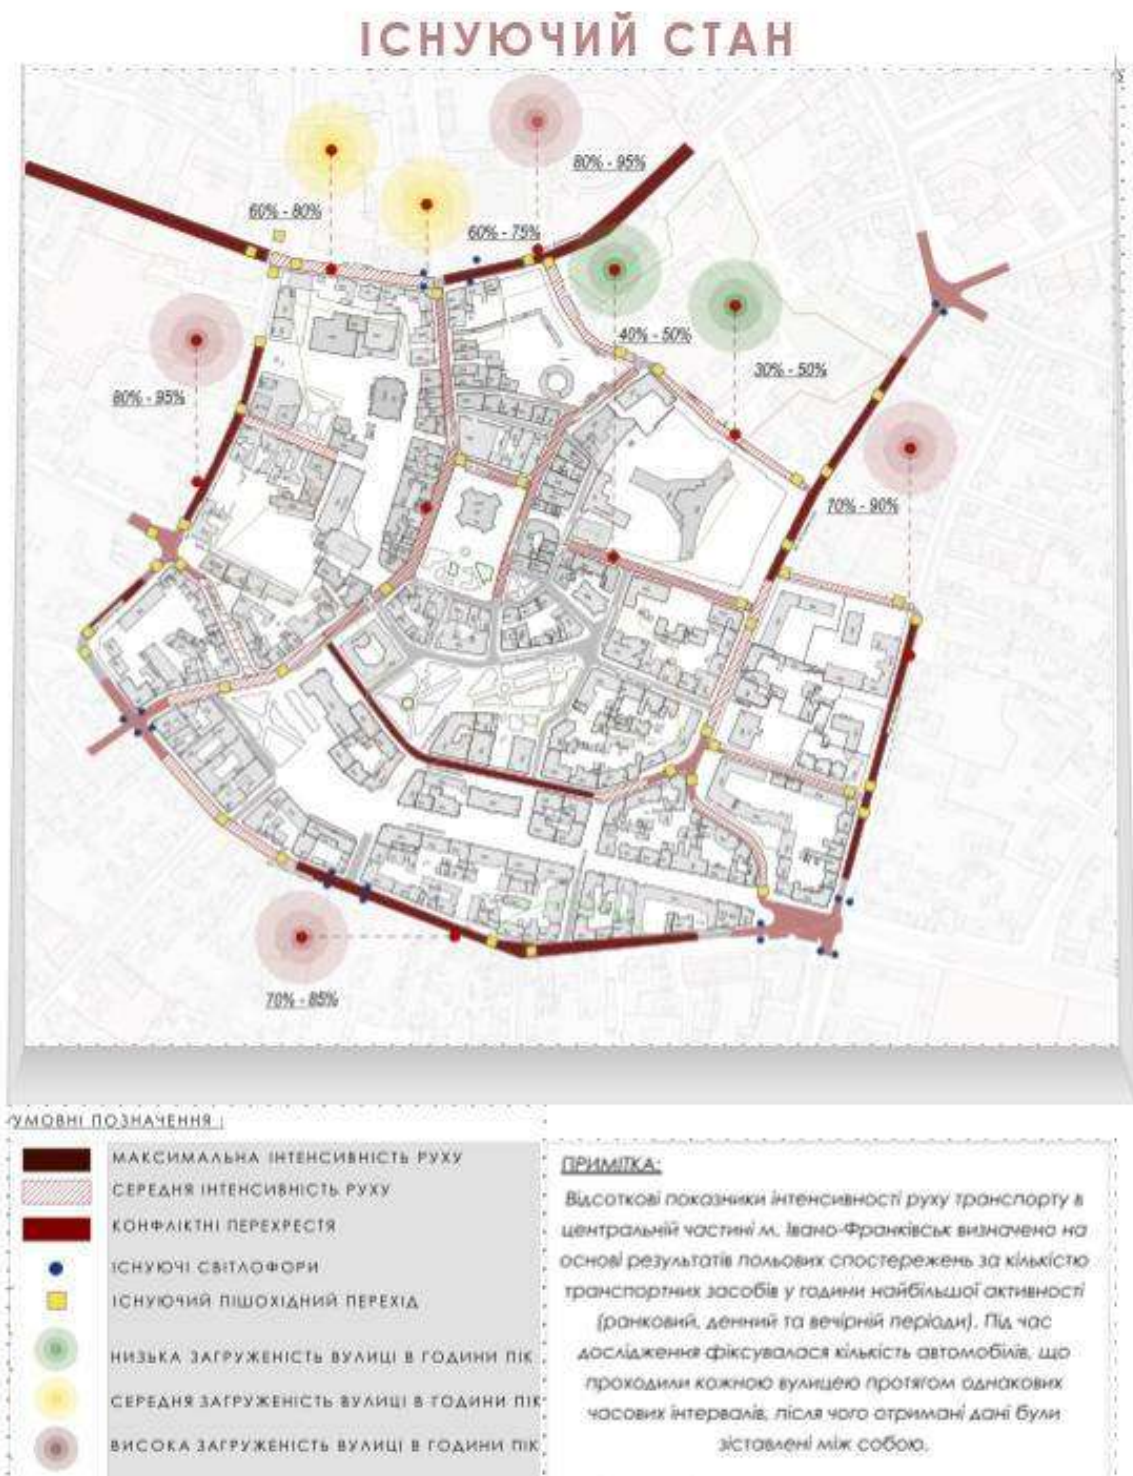 ІСНУЮЧИЙ СТАН
80% - 95%
60% - 80%
60% - 75%
40% - 50%
30% - 50%
80% - 95%
70% - 90%
70% - 85%
УМОВНІ ПОЗНАЧЕННЯ :
МАКСИМАЛЬНА ІНТЕНСИВНІСТЬ РУХУ
СЕРЕДНЯ ІНТЕНСИВНІСТЬ РУХУ
КОНФЛІКТНІ ПЕРЕХРЕСТЯ
ІСНУЮЧІ СВІТЛОФОРИ
ІСНУЮЧИЙ ПІШОХІДНИЙ ПЕРЕХІД
НИЗЬКА ЗАГРУЖЕНІСТЬ ВУЛИЦІ В ГОДИНИ ПІК
СЕРЕДНЯ ЗАГРУЖЕНІСТЬ ВУЛИЦІ В ГОДИНИ ПІК
ВИСОКА ЗАГРУЖЕНІСТЬ ВУЛИЦІ В ГОДИНИ ПІК
ПРИМІТКА:
Відсоткові показники інтенсивності руху транспорту в
центральній частині м. Івано-Франківськ визначено на
основі результатів польових спостережень за кількістю
транспортних засобів у години найбільшої активності
(ранковий, денний та вечірній періоди). Під час
дослідження фіксувалася кількість автомобілів, що
проходили кожною вулицею протягом однакових
часових інтервалів, після чого отримані дані були
зіставлені між собою.